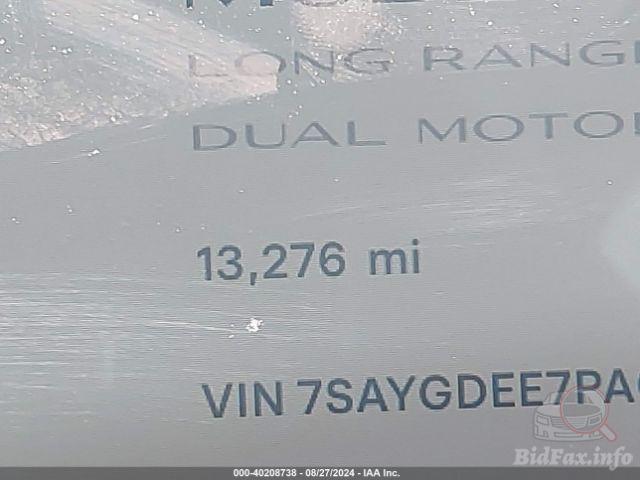 LONG RANGE
DUAL MOTOR
13,276 mi
VIN 7SAYGDEE7PA
BidFax.info
000-40208738 - 08/27/2024 - IAA Inc.